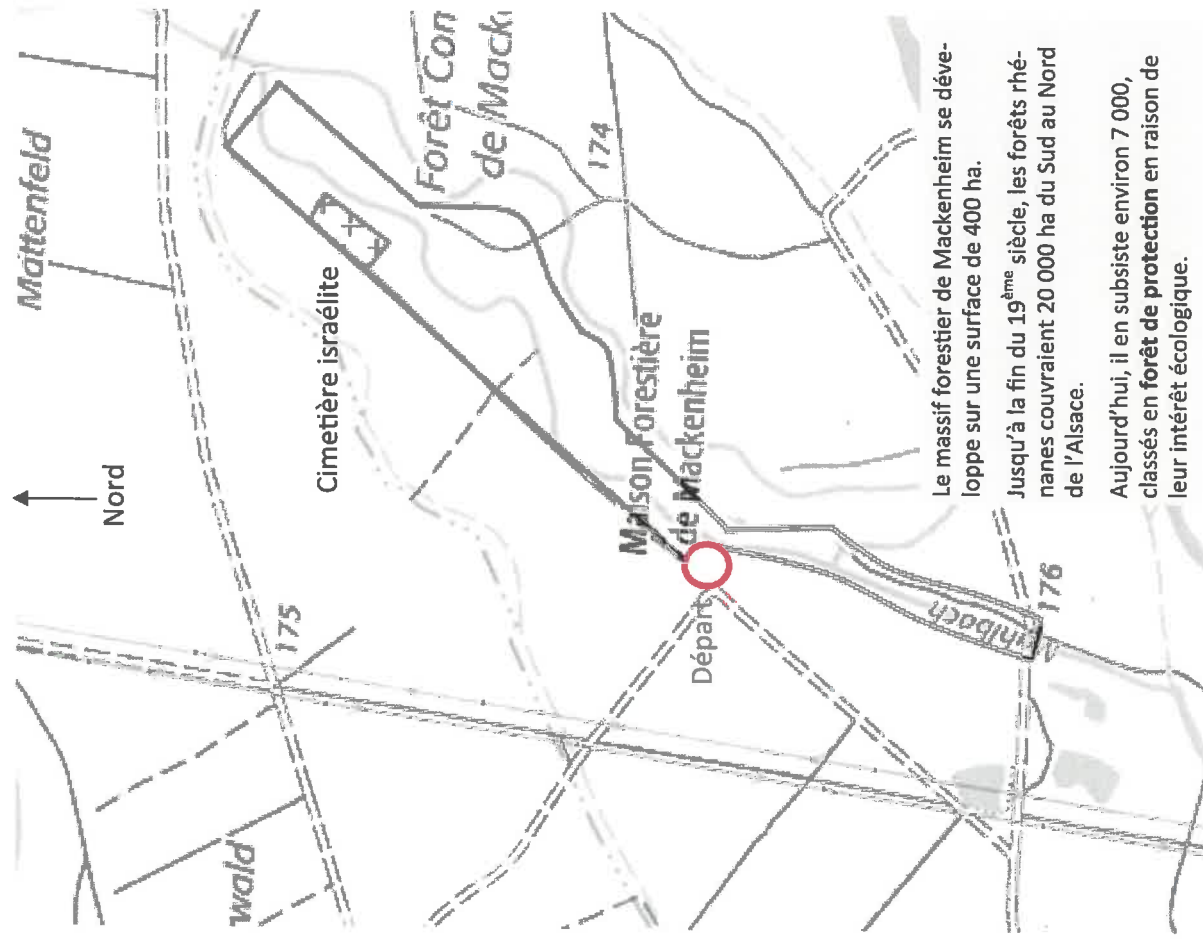 Mattenfeld
Nord
Cimetière israélite
Forêt Com
de Mack
174
175
wald
Maison Forestière
de Mackenheim
Départ
176
Le massif forestier de Mackenheim se déve-
loppe sur une surface de 400 ha.
Jusqu'à la fin du 19ème siècle, les forêts rhé-
nanes couvraient 20 000 ha du Sud au Nord
de l'Alsace.
Aujourd'hui, il en subsiste environ 7 000,
classés en forêt de protection en raison de
leur intérêt écologique.